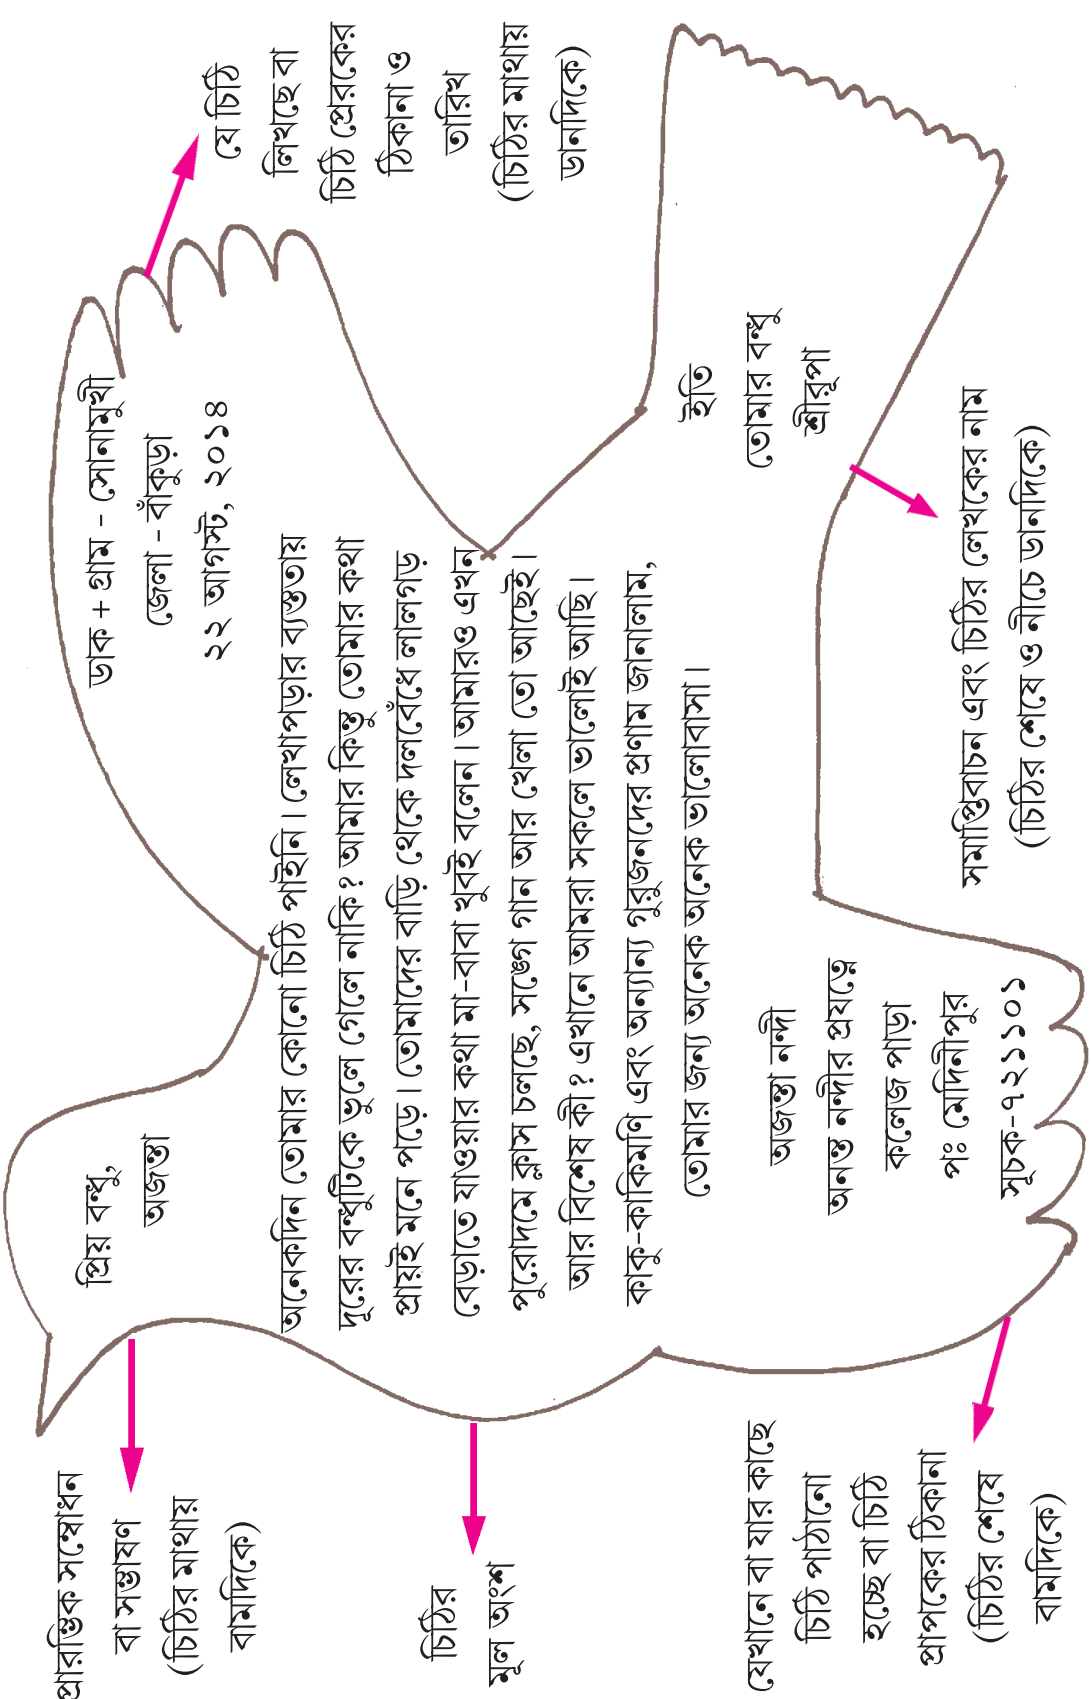 প্রারম্ভিক সম্বোধন
বা সম্ভাষণ
(চিঠির মাথায়
বামদিকে)
প্রিয় বন্ধু,
অজন্তা
ডাক + গ্রাম - সোনামুখী
জেলা - বাঁকুড়া
২২ আগস্ট, ২০১৪
যে চিঠি
লিখছে বা
চিঠি প্রেরকের
ঠিকানা ও
তারিখ
(চিঠির মাথায়
ডানদিকে)
অনেকদিন তোমার কোনো চিঠি পাইনি। লেখাপড়ার ব্যস্ততায়
দূরের বন্ধুটিকে ভুলে গেলে নাকি? আমার কিন্তু তোমার কথা
প্রায়ই মনে পড়ে। তোমাদের বাড়ি থেকে দলবেঁধে লালগড়
বেড়াতে যাওয়ার কথা মা-বাবা খুবই বলেন। আমারও এখন
পুরোদমে ক্লাস চলছে, সঙ্গে গান আর খেলা তো আছেই।
আর বিশেষ কী? এখানে আমরা সকলে ভালোই আছি।
কাকু-কাকিমণি এবং অন্যান্য গুরুজনদের প্রণাম জানালাম,
তোমার জন্য অনেক অনেক ভালোবাসা।
চিঠির
মূল অংশ
ইতি
তোমার বন্ধু
শ্রীরূপা
সমাপ্তিবাচন এবং চিঠির লেখকের নাম
(চিঠির শেষে ও নীচে ডানদিকে)
অজন্তা নন্দী
অনন্ত নন্দীর প্রযত্নে
কলেজ পাড়া
পঃ মেদিনীপুর
সূচক-৭২১১০১
যেখানে বা যার কাছে
চিঠি পাঠানো
হচ্ছে বা চিঠি
প্রাপকের ঠিকানা
(চিঠির শেষে
বামদিকে)